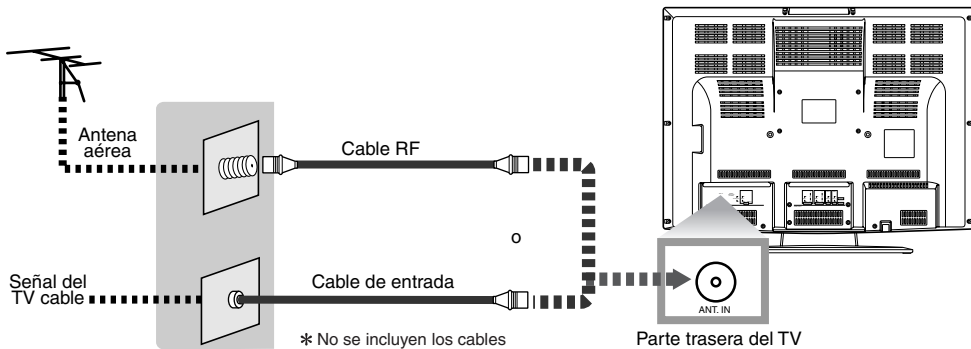 Antena
aérea
Cable RF
o
Señal del
TV cable
Cable de entrada
* No se incluyen los cables
ANT. IN
Parte trasera del TV